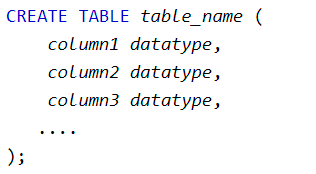 CREATE TABLE table_name (
    column1 datatype,
    column2 datatype,
    column3 datatype,
   ....
);